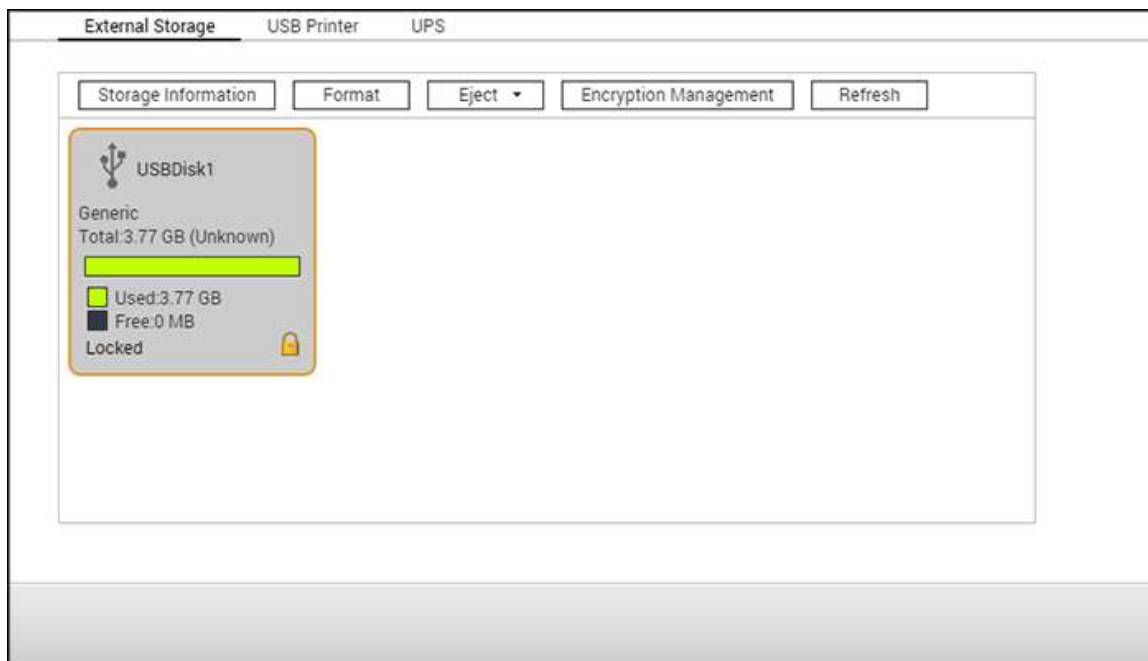 External Storage USB Printer UPS
Storage Information Format Eject Encryption Management Refresh
USBDisk1
Generic
Total:3.77 GB (Unknown)
Used:3.77 GB
Free:0 MB
Locked